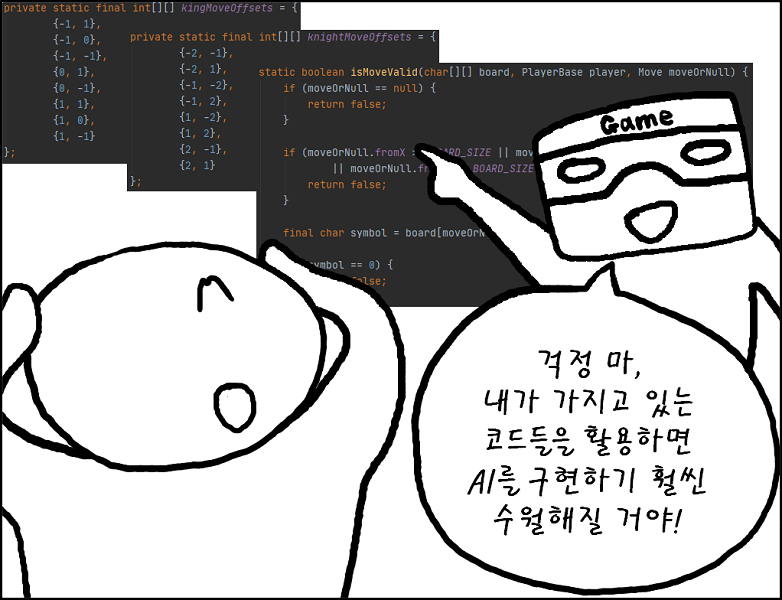 private static final int[][] kingMoveOffsets = {
{-1, 1},
{-1, 0},
{-1, -1},
{0, 1},
{0, -1},
{1, 1},
{1, 0},
{1, -1}
};
private static final int[][] knightMoveOffsets = {
{-2, -1},
{-2, 1},
{-1, -2},
{-1, 2},
{1, -2},
{1, 2},
{2, -1},
{2, 1}
};
static boolean isMoveValid(char[][] board, PlayerBase player, Move moveOrNull) {
if (moveOrNull == null) {
return false;
}
if (moveOrNull.fromX BOARD_SIZE ||
|| moveOrNull. BOARD_SIZE
return false;
}
final char symbol =
symbol == 0) {
Game
걱정 마,
내가 가지고 있는
코드들을 활용하면
AI를 구현하기 훨씬
수월해질 거야!